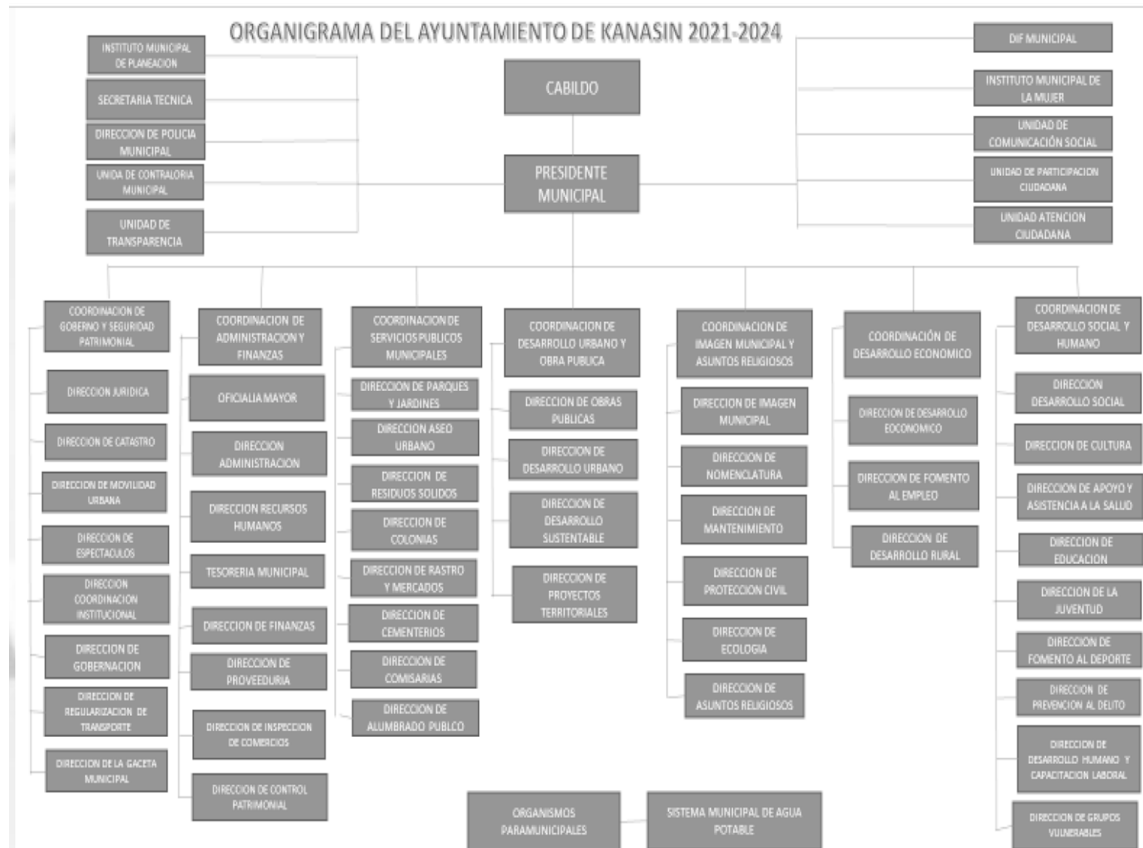 ORGANIGRAMA DEL AYUNTAMIENTO DE KANASIN 2021-2024
INSTITUTO MUNICIPAL
DE PLANEACION
SECRETARIA TECNICA
DIRECCION DE POLICIA
MUNICIPAL
UNIDA DE CONTRALORIA
MUNICIPAL
UNIDAD DE
TRANSPARENCIA
CABILDO
PRESIDENTE
MUNICIPAL
DIF MUNICIPAL
INSTITUTO MUNICIPAL DE
LA MUJER
UNIDAD DE
COMUNICACIÓN SOCIAL
UNIDAD DE PARTICIPACION
CIUDADANA
UNIDAD ATENCION
CIUDADANA
COORDINACION DE
GOBIERNO Y SEGURIDAD
PATRIMONIAL
DIRECCION JURIDICA
DIRECCION DE CATASTRO
DIRECCION DE MOVILIDAD
URBANA
DIRECCION DE
ESPECTACULOS
DIRECCION
COORDINACION
INSTITUCIONAL
DIRECCION DE
GOBERNACION
DIRECCION DE
REGULARIZACION DE
TRANSPORTE
DIRECCION DE LA GACETA
MUNICIPAL
COORDINACION DE
ADMINISTRACION Y
FINANZAS
OFICIALIA MAYOR
DIRECCION
ADMINISTRACION
DIRECCION RECURSOS
HUMANOS
TESORERIA MUNICIPAL
DIRECCION DE FINANZAS
DIRECCION DE
PROVEEDURIA
DIRECCION DE INSPECCION
DE COMERCIOS
DIRECCION DE CONTROL
PATRIMONIAL
COORDINACION DE
SERVICIOS PUBLICOS
MUNICIPALES
DIRECCION DE PARQUES
Y JARDINES
DIRECCION ASEO
URBANO
DIRECCION DE
RESIDUOS SOLIDOS
DIRECCION DE
COLONIAS
DIRECCION DE RASTRO
Y MERCADOS
DIRECCION DE
CEMENTERIOS
DIRECCION DE
COMISARIAS
DIRECCION DE
ALUMBRADO PUBLCO
COORDINACION DE
DESARROLLO URBANO Y
OBRA PUBLICA
DIRECCION DE OBRAS
PUBLICAS
DIRECCION DE
DESARROLLO URBANO
DIRECCION DE
DESARROLLO
SUSTENTABLE
DIRECCION DE
PROYECTOS
TERRITORIALES
COORDINACION DE
IMAGEN MUNICIPAL Y
ASUNTOS RELIGIOSOS
DIRECCION DE IMAGEN
MUNICIPAL
DIRECCION DE
NOMENCLATURA
DIRECCION DE
MANTENIMIENTO
DIRECCION DE
PROTECCION CIVIL
DIRECCION DE
ECOLOGIA
DIRECCION DE
ASUNTOS RELIGIOSOS
COORDINACIÓN DE
DESARROLLO ECONOMICO
DIRECCION DE DESARROLLO
EOCONOMICO
DIRECCION DE FOMENTO
AL EMPLEO
DIRECCION DE
DESARROLLO RURAL
COORDINACION DE
DESARROLLO SOCIAL Y
HUMANO
DIRECCION
DESARROLLO SOCIAL
DIRECCION DE CULTURA
DIRECCION DE APOYO Y
ASISTENCIA A LA SALUD
DIRECCION DE
EDUCACION
DIRECCION DE LA
JUVENTUD
DIRECCION DE
FOMENTO AL DEPORTE
DIRECCION DE
PREVENCION AL DELITO
DIRECCION DE
DESARROLLO HUMANO Y
CAPACITACION LABORAL
DIRECCION DE GRUPOS
VULNERABLES
ORGANISMOS
PARAMUNICIPALES
SISTEMA MUNICIPAL DE AGUA
POTABLE